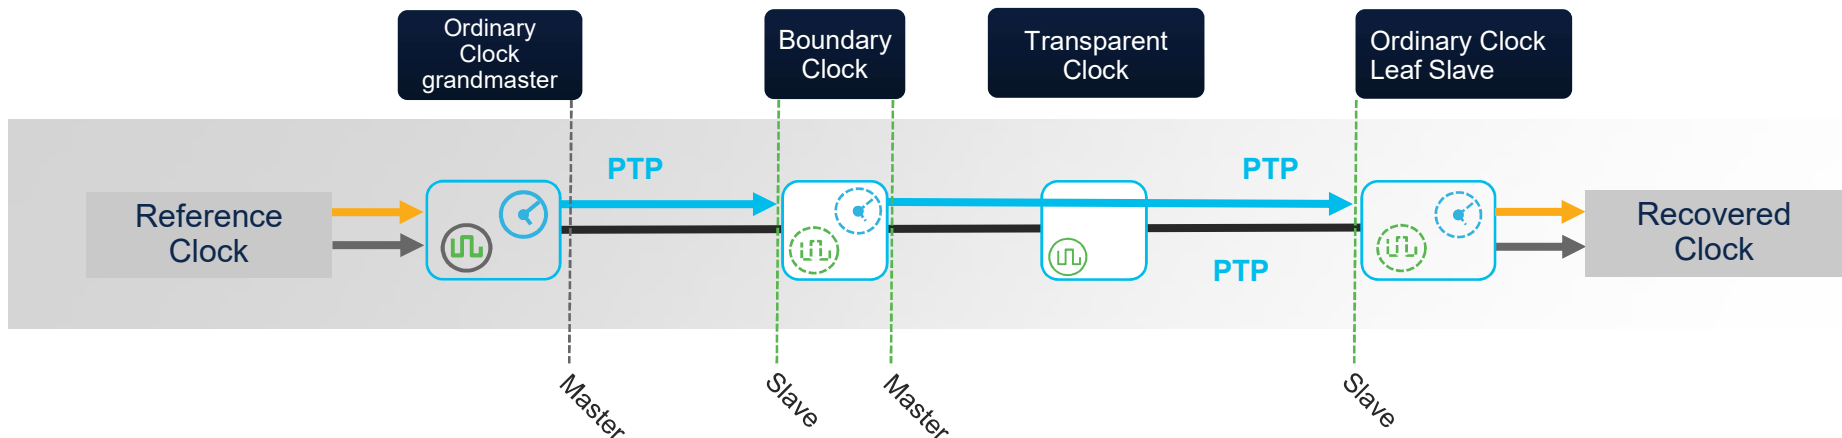 Ordinary
Clock
grandmaster
Boundary
Clock
Transparent
Clock
Ordinary Clock
Leaf Slave
PTP
PTP
Reference
Clock
Recovered
Clock
PTP
Master
Slave
Master
Slave